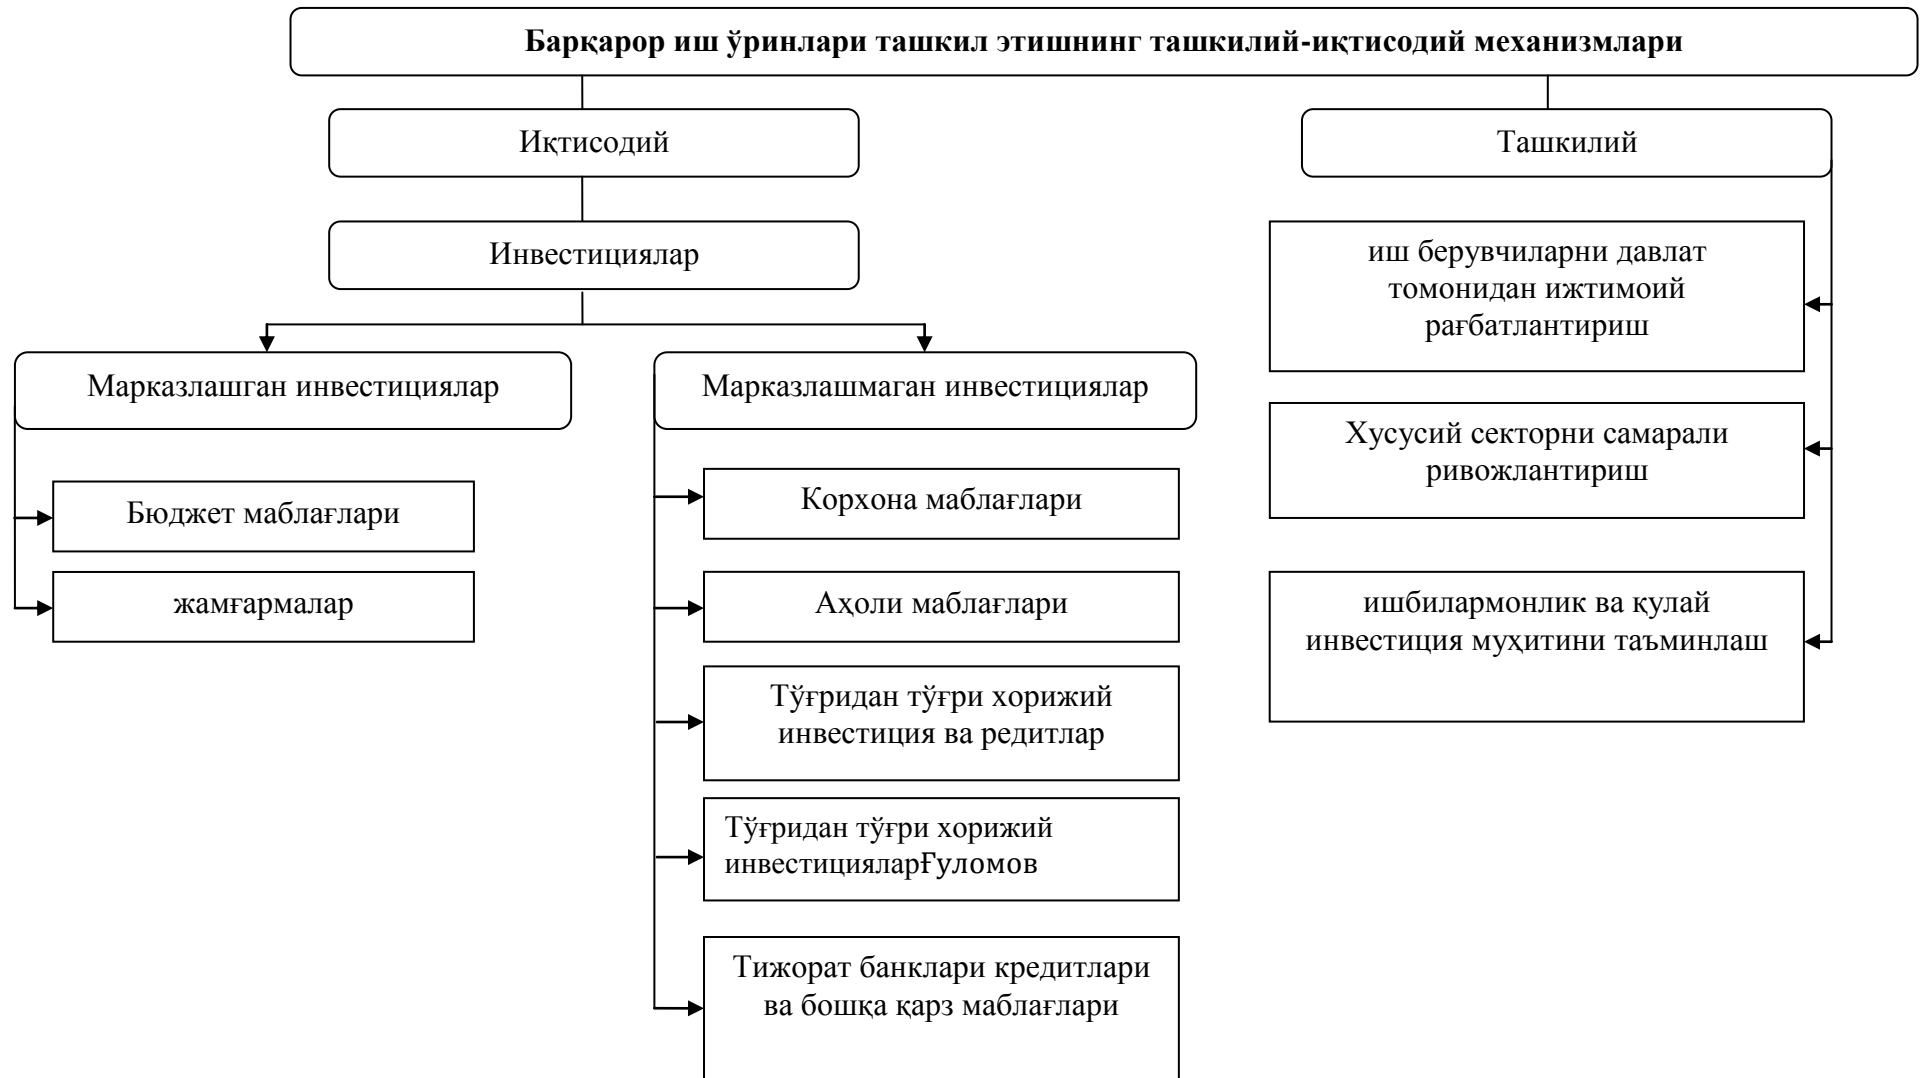 Барқарор иш ўринлари ташкил этишнинг ташкилий-иқтисодий механизмлари
Иқтисодий
Ташкилий
Инвестициялар
иш берувчиларни давлат
томонидан ижтимоий
рағбатлантириш
Марказлашган инвестициялар
Марказлашмаган инвестициялар
Хусусий секторни самарали
ривожлантириш
Бюджет маблағлари
Корхона маблағлари
жамғармалар
Аҳоли маблағлари
ишбилармонлик ва қулай
инвестиция муҳитини таъминлаш
Тўғридан тўғри хорижий
инвестиция ва редитлар
Тўғридан тўғри хорижий
инвестицияларҒуломов
Тижорат банклари кредитлари
ва бошқа қарз маблағлари